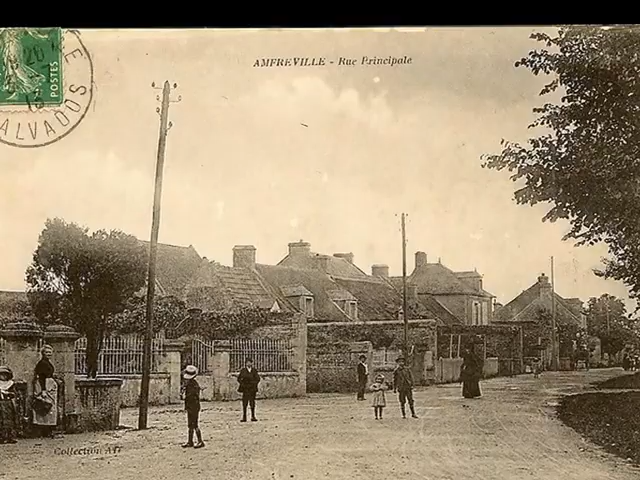 AMFREVILLE - Rue Principale
POSTES
CALVADOS
Collection